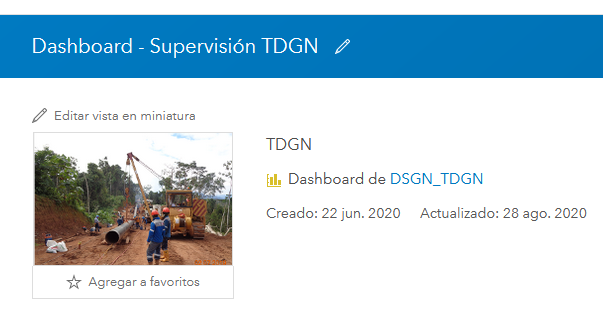 Dashboard - Supervisión TDGN
Editar vista en miniatura
TDGN
Dashboard de DSGN_TDGN
Creado: 22 jun. 2020 Actualizado: 28 ago. 2020
Agregar a favoritos